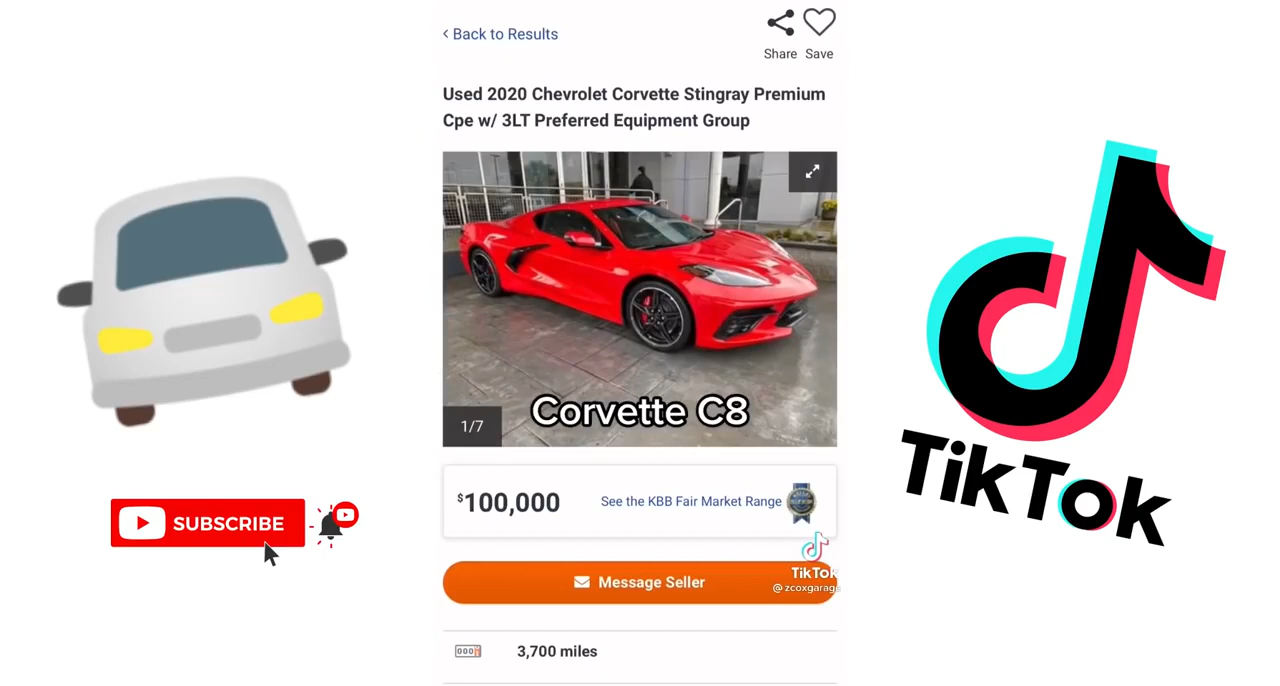 < Back to Results
Share Save
Used 2020 Chevrolet Corvette Stingray Premium
Cpe w/ 3LT Preferred Equipment Group
Corvette C8
1/7
$100,000
See the KBB Fair Market Range
Message Seller
TikTok
@zcoxgarage
3,700 miles
SUBSCRIBE
TikTok